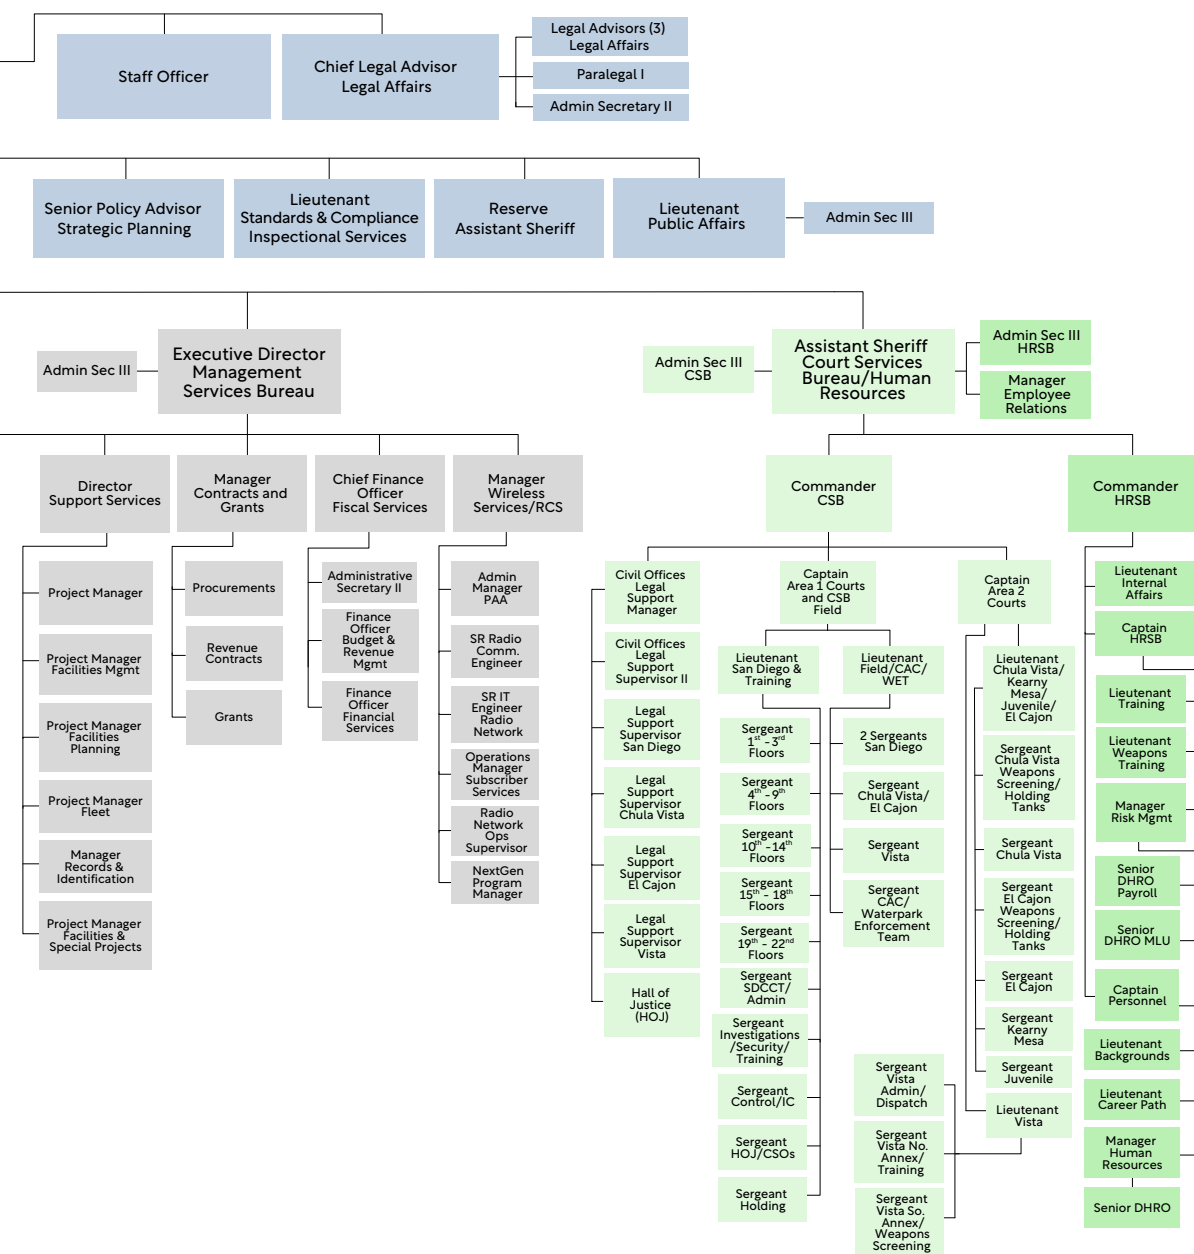 Staff Officer
Chief Legal Advisor
Legal Affairs
Legal Advisors (3)
Legal Affairs
Paralegal I
Admin Secretary II
Senior Policy Advisor
Strategic Planning
Lieutenant
Standards & Compliance
Inspectional Services
Reserve
Assistant Sheriff
Lieutenant
Public Affairs
Admin Sec III
Admin Sec III
Executive Director
Management
Services Bureau
Admin Sec III
CSB
Assistant Sheriff
Court Services
Bureau/Human
Resources
Admin Sec III
HRSB
Manager
Employee
Relations
Director
Support Services
Manager
Contracts and
Grants
Chief Finance
Officer
Fiscal Services
Manager
Wireless
Services/RCS
Commander
CSB
Commander
HRSB
Project Manager
Project Manager
Facilities Mgmt
Project Manager
Facilities
Planning
Project Manager
Fleet
Manager
Records &
Identification
Project Manager
Facilities &
Special Projects
Procurements
Revenue
Contracts
Grants
Administrative
Secretary II
Finance
Officer
Budget &
Revenue
Mgmt
Finance
Officer
Financial
Services
Admin
Manager
PAA
SR Radio
Comm.
Engineer
SR IT
Engineer
Radio
Network
Operations
Manager
Subscriber
Services
Radio
Network
Ops
Supervisor
NextGen
Program
Manager
Civil Offices
Legal
Support
Manager
Civil Offices
Legal
Support
Supervisor II
Legal
Support
Supervisor
San Diego
Legal
Support
Supervisor
Chula Vista
Legal
Support
Supervisor
El Cajon
Legal
Support
Supervisor
Vista
Hall of
Justice
(HOJ)
Captain
Area 1 Courts
and CSB
Field
Lieutenant
San Diego &
Training
Sergeant
1st - 3rd
Floors
Sergeant
4th - 9th
Floors
Sergeant
10th - 14th
Floors
Sergeant
15th - 18th
Floors
Sergeant
19th - 22nd
Floors
Sergeant
SDCCT/
Admin
Sergeant
Investigations
/Security/
Training
Sergeant
Control/IC
Sergeant
HOJ/CSOs
Sergeant
Holding
Lieutenant
Field/CAC/
WET
2 Sergeants
San Diego
Sergeant
Chula Vista/
El Cajon
Sergeant
Vista
Sergeant
CAC/
Waterpark
Enforcement
Team
Captain
Area 2
Courts
Lieutenant
Chula Vista/
Kearny
Mesa/
Juvenile/
El Cajon
Sergeant
Chula Vista
Weapons
Screening/
Holding
Tanks
Sergeant
Chula Vista
Sergeant
El Cajon
Weapons
Screening/
Holding
Tanks
Sergeant
El Cajon
Sergeant
Kearny
Mesa
Sergeant
Juvenile
Lieutenant
Vista
Sergeant
Vista
Admin/
Dispatch
Sergeant
Vista No.
Annex/
Training
Sergeant
Vista So.
Annex/
Weapons
Screening
Lieutenant
Internal
Affairs
Captain
HRSB
Lieutenant
Training
Lieutenant
Weapons
Training
Manager
Risk Mgmt
Senior
DHRO
Payroll
Senior
DHRO MLU
Captain
Personnel
Lieutenant
Backgrounds
Lieutenant
Career Path
Manager
Human
Resources
Senior DHRO